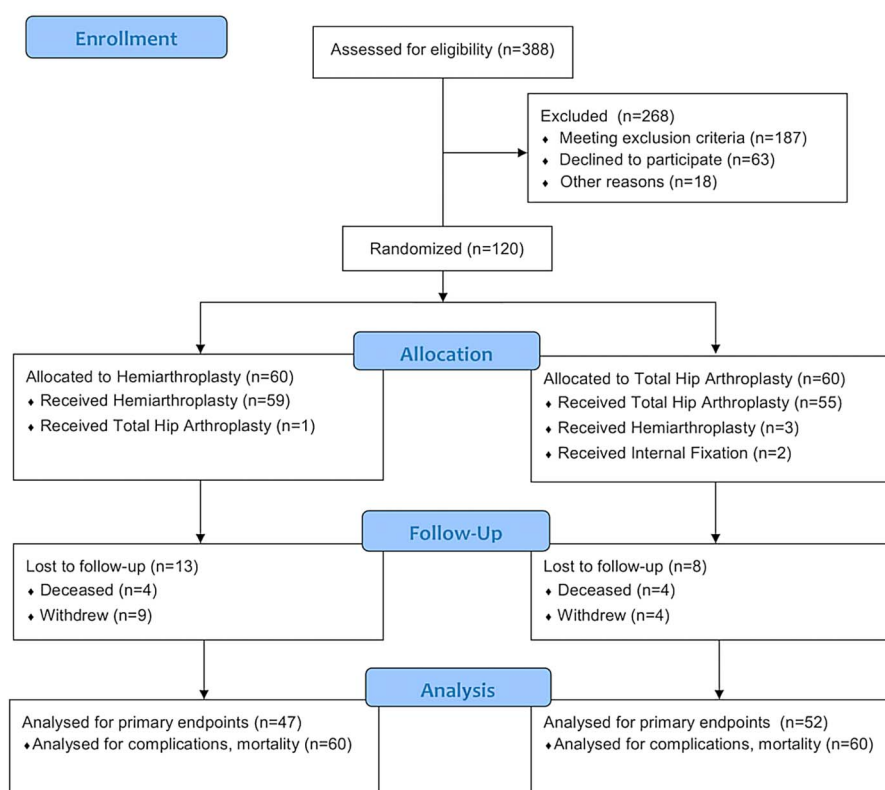 Enrollment
Assessed for eligibility (n=388)
Excluded (n=268)
♦ Meeting exclusion criteria (n=187)
♦ Declined to participate (n=63)
♦ Other reasons (n=18)
Randomized (n=120)
Allocation
Allocated to Hemiarthroplasty (n=60)
♦ Received Hemiarthroplasty (n=59)
♦ Received Total Hip Arthroplasty (n=1)
Allocated to Total Hip Arthroplasty (n=60)
♦ Received Total Hip Arthroplasty (n=55)
♦ Received Hemiarthroplasty (n=3)
♦ Received Internal Fixation (n=2)
Follow-Up
Lost to follow-up (n=13)
♦ Deceased (n=4)
♦ Withdrew (n=9)
Lost to follow-up (n=8)
♦ Deceased (n=4)
♦ Withdrew (n=4)
Analysis
Analysed for primary endpoints (n=47)
♦Analysed for complications, mortality (n=60)
Analysed for primary endpoints (n=52)
♦Analysed for complications, mortality (n=60)